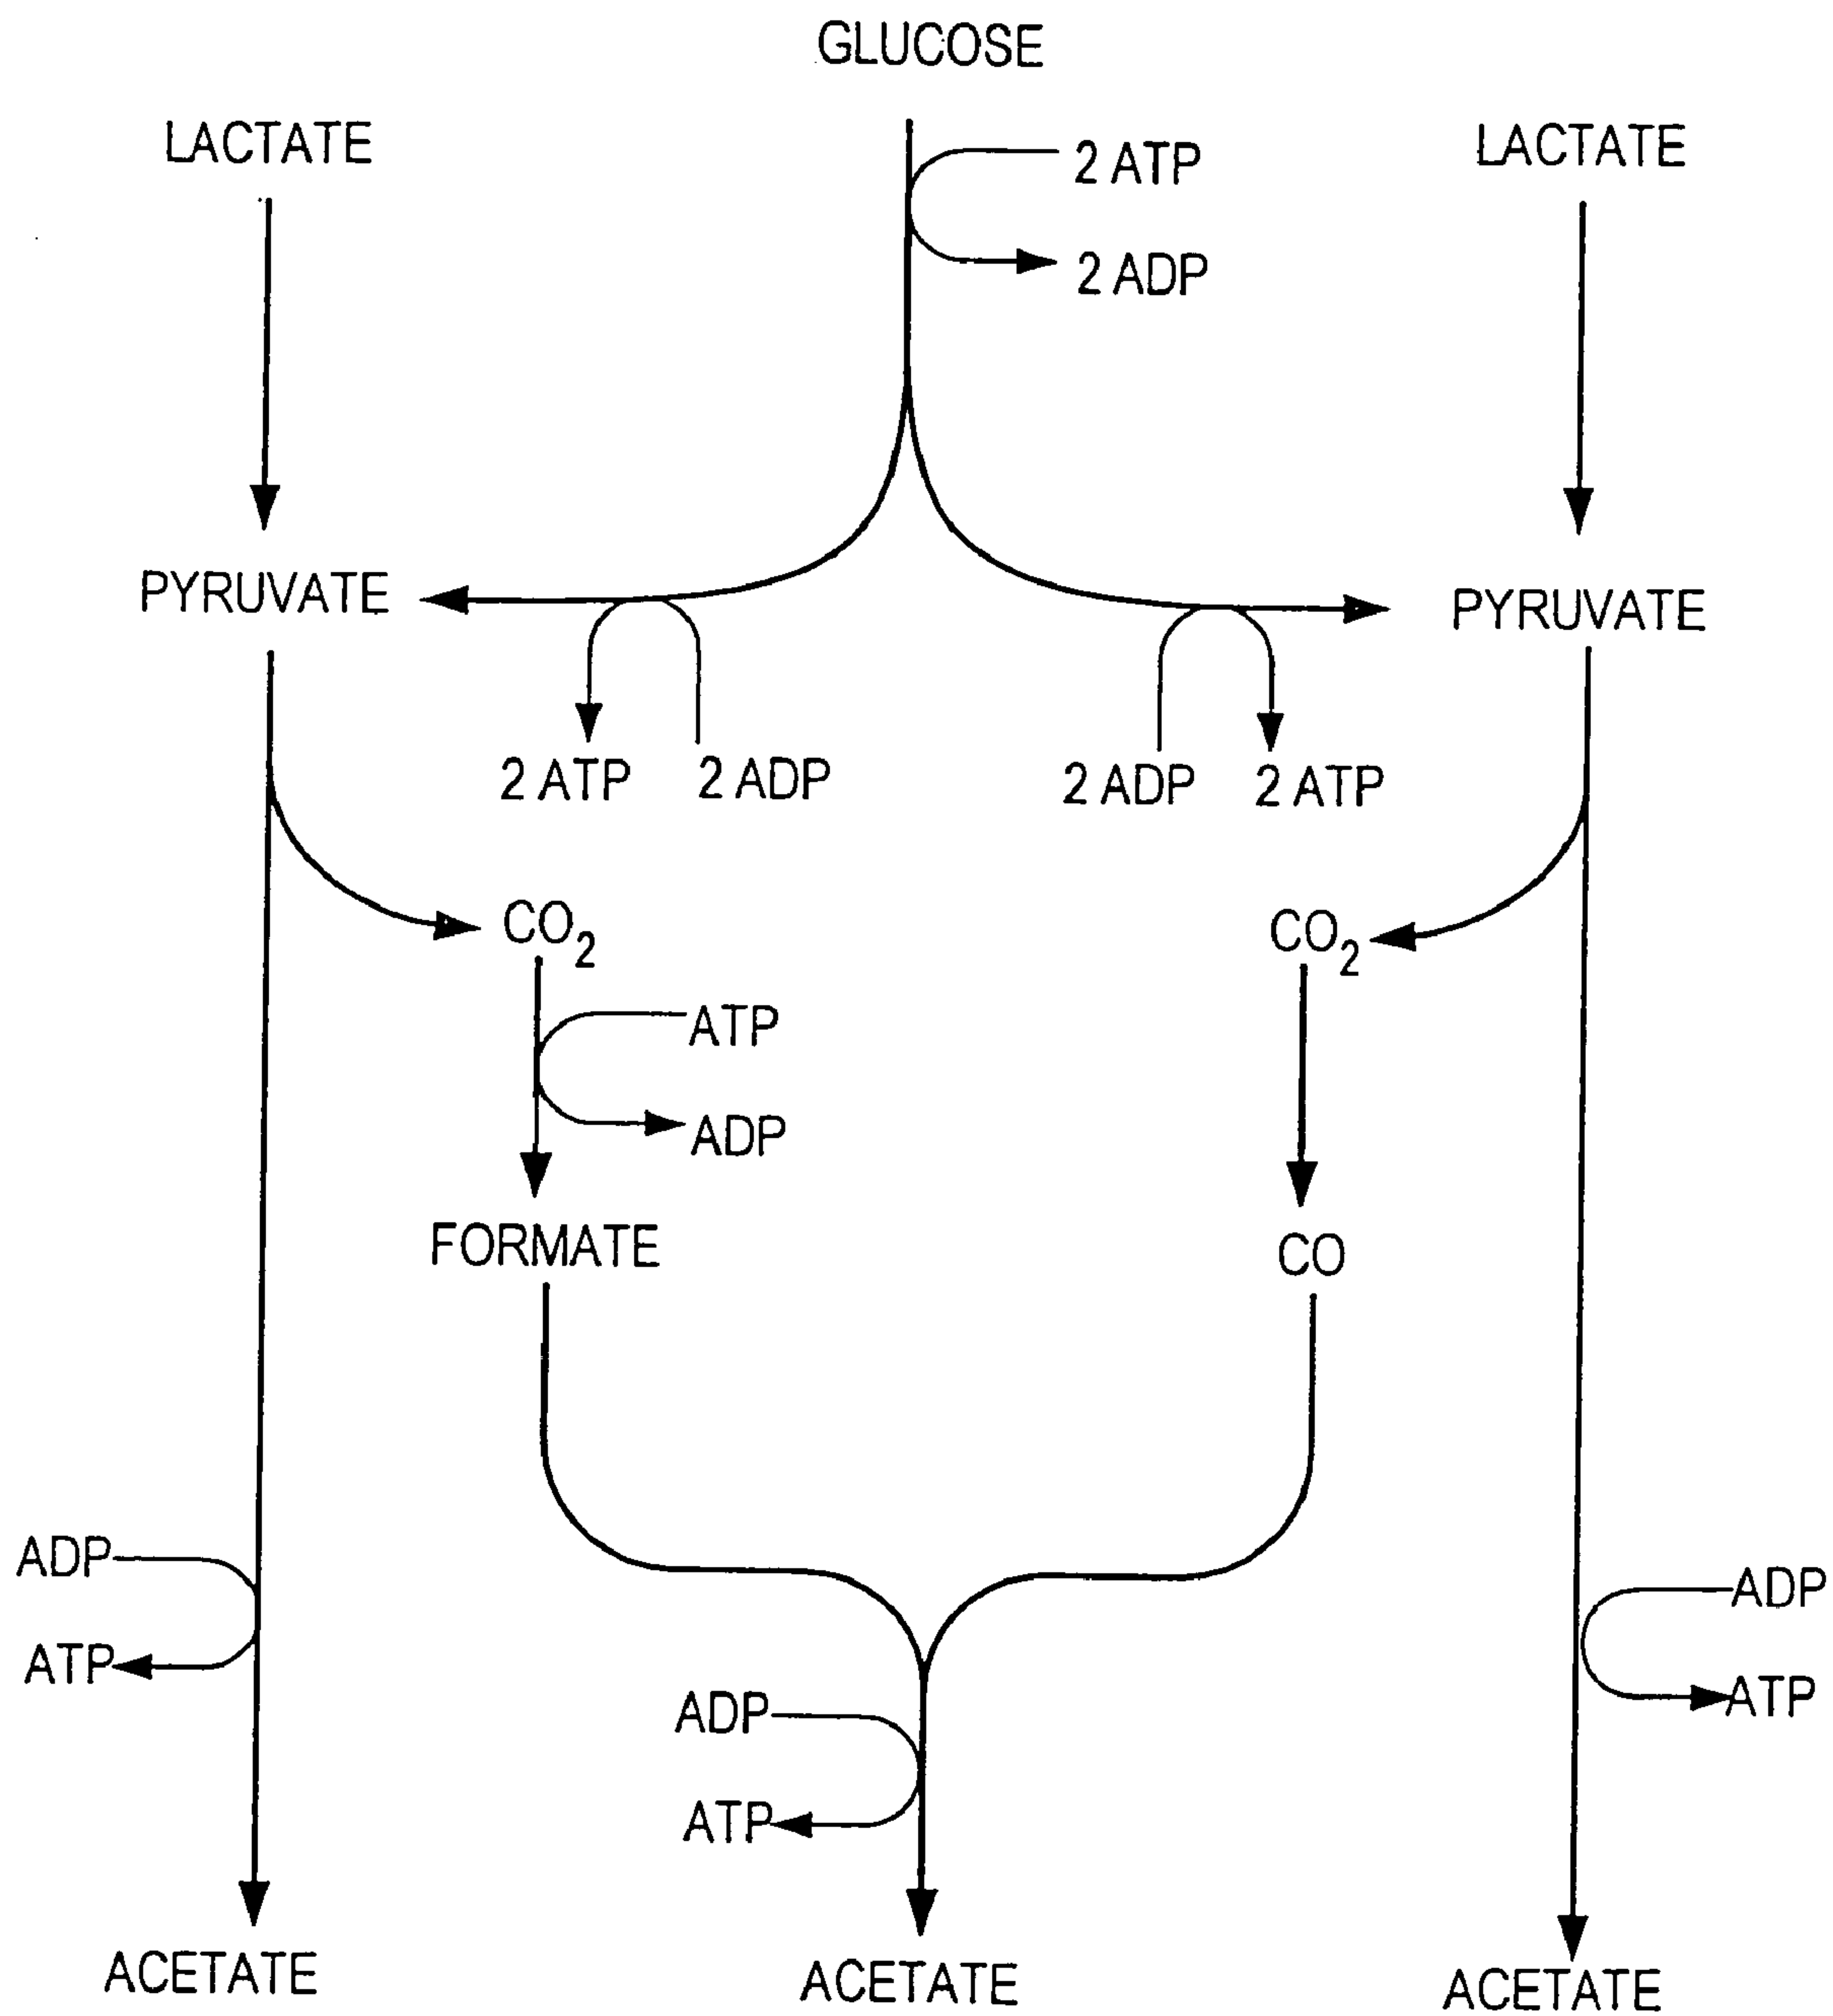 GLUCOSE
LACTATE
2 ATP
LACTATE
2 ADP
PYRUVATE
PYRUVATE
2 ATP
2 ADP
2 ADP
2 ATP
CO2
CO2
ATP
ADP
FORMATE
CO
ADP
ADP
ATP
ATP
ADP
ATP
ACETATE
ACETATE
ACETATE